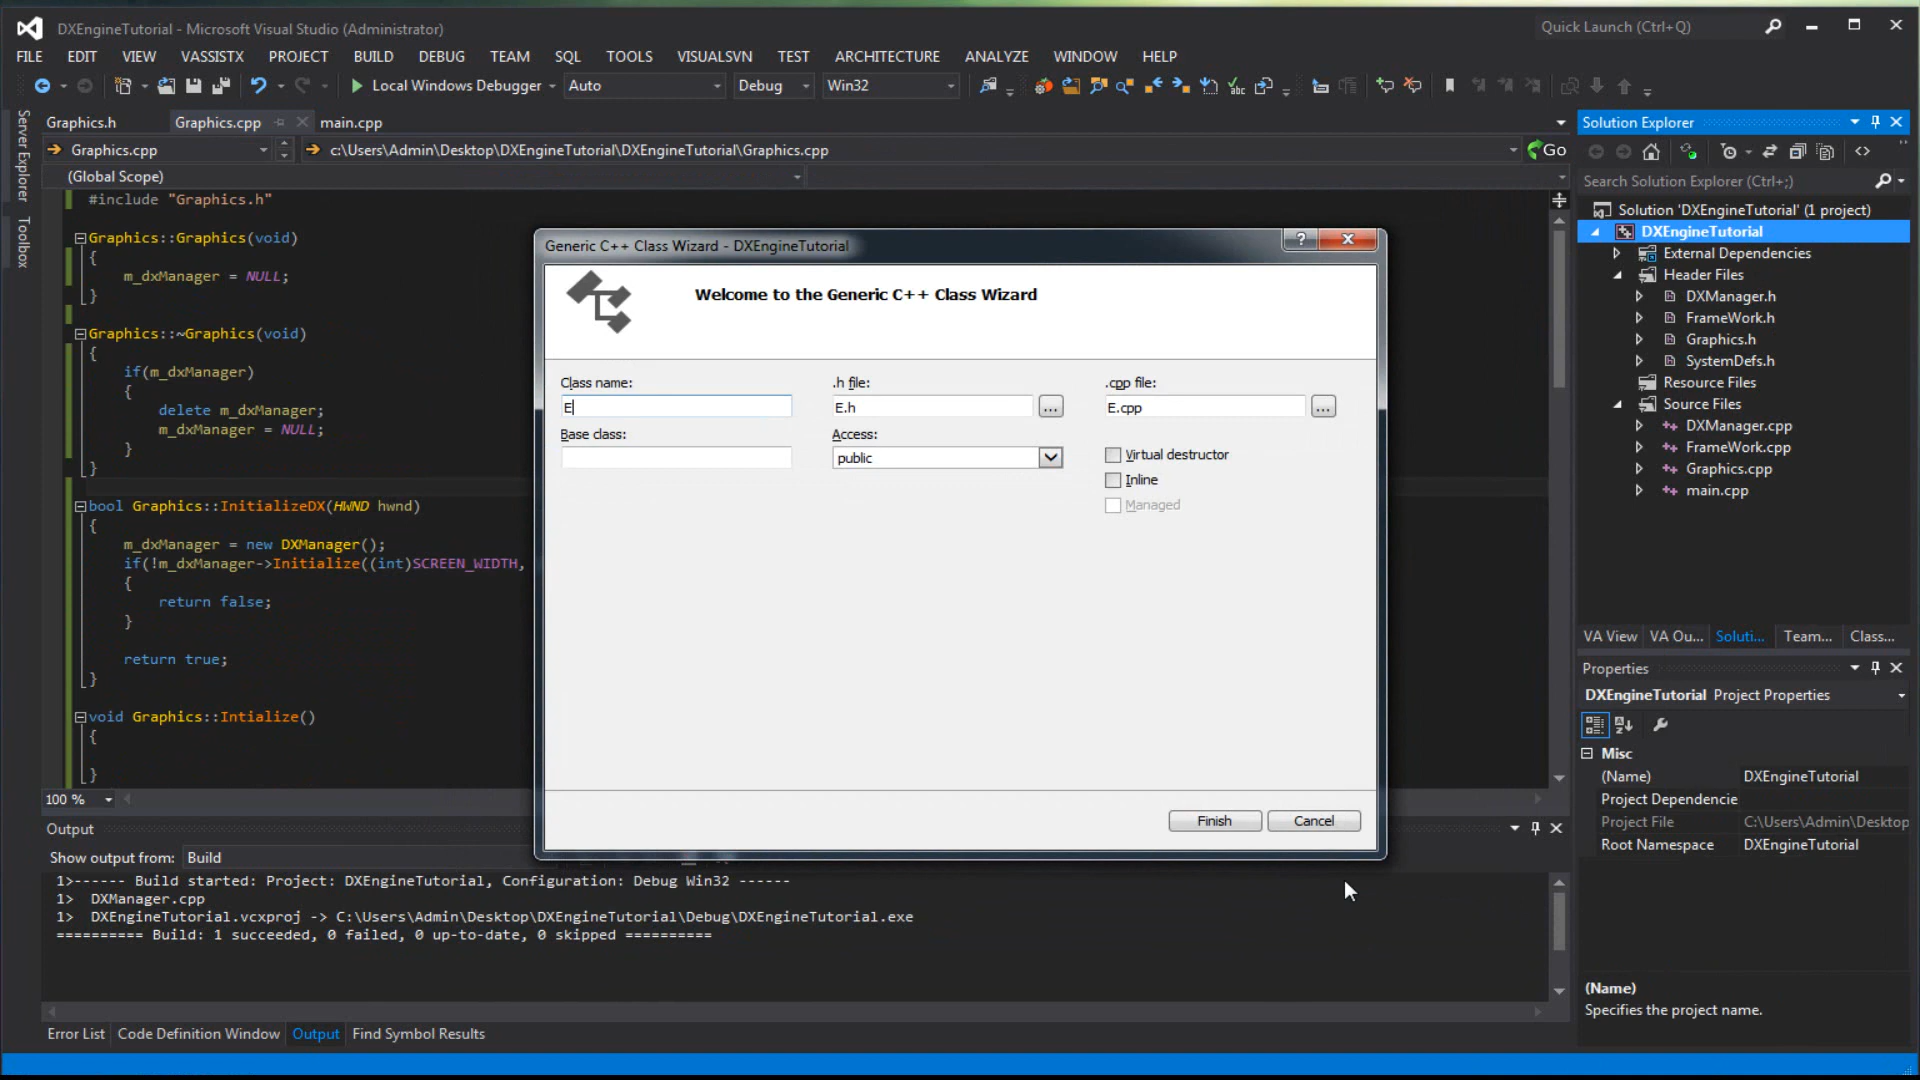 DXEngineTutorial - Microsoft Visual Studio (Administrator)
Quick Launch (Ctrl+Q)
FILE EDIT VIEW VASSISTX PROJECT BUILD DEBUG TEAM SQL TOOLS VISUALSVN TEST ARCHITECTURE ANALYZE WINDOW HELP
Local Windows Debugger Auto Debug Win32
Server Explorer
Toolbox
Graphics.h Graphics.cpp main.cpp
Graphics.cpp c:\Users\Admin\Desktop\DXEngineTutorial\DXEngineTutorial\Graphics.cpp Go
(Global Scope)
#include "Graphics.h"
Graphics::Graphics(void)
{
m_dxManager = NULL;
}
Graphics::~Graphics(void)
{
if(m_dxManager)
{
delete m_dxManager;
m_dxManager = NULL;
}
}
bool Graphics::InitializeDX(HWND hwnd)
{
m_dxManager = new DXManager();
if(!m_dxManager->Initialize((int)SCREEN_WIDTH,
{
return false;
}
return true;
}
void Graphics::Intialize()
{
}
100 %
Generic C++ Class Wizard - DXEngineTutorial
Welcome to the Generic C++ Class Wizard
Class name: .h file: .cpp file:
E E.h ... E.cpp ...
Base class: Access:
public
Virtual destructor
Inline
Managed
Finish Cancel
Output
Show output from: Build
1>------ Build started: Project: DXEngineTutorial, Configuration: Debug Win32 ------
1> DXManager.cpp
1> DXEngineTutorial.vcxproj -> C:\Users\Admin\Desktop\DXEngineTutorial\Debug\DXEngineTutorial.exe
========== Build: 1 succeeded, 0 failed, 0 up-to-date, 0 skipped ==========
Error List Code Definition Window Output Find Symbol Results
Solution Explorer
Search Solution Explorer (Ctrl+;)
Solution 'DXEngineTutorial' (1 project)
DXEngineTutorial
External Dependencies
Header Files
DXManager.h
FrameWork.h
Graphics.h
SystemDefs.h
Resource Files
Source Files
DXManager.cpp
FrameWork.cpp
Graphics.cpp
main.cpp
VA View VA Ou... Soluti... Team... Class...
Properties
DXEngineTutorial Project Properties
Misc
(Name) DXEngineTutorial
Project Dependencie
Project File C:\Users\Admin\Desktop
Root Namespace DXEngineTutorial
(Name)
Specifies the project name.